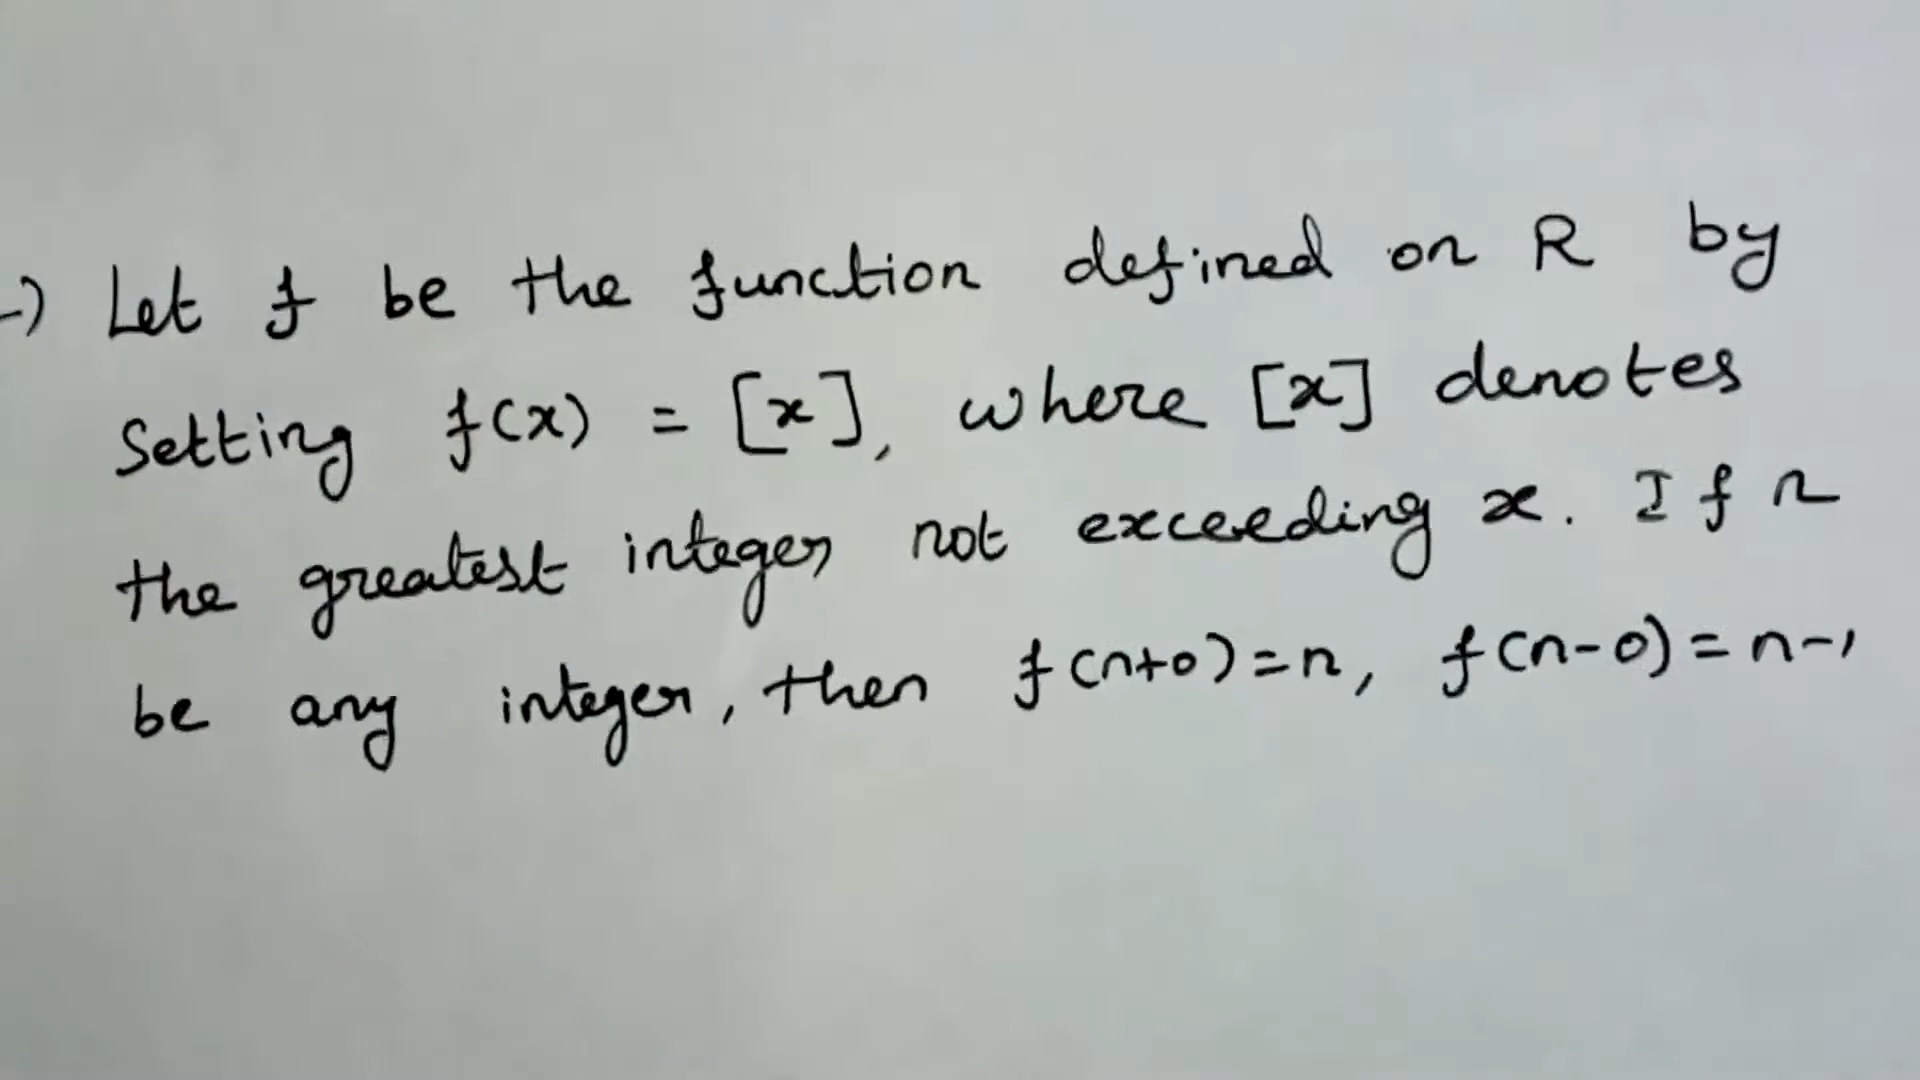 -) Let f be the function defined on R by
Setting f(x) = [x], where [x] denotes
the greatest integer not exceeding x. If n
be any integer, then f(n+0)=n, f(n-0)=n-1